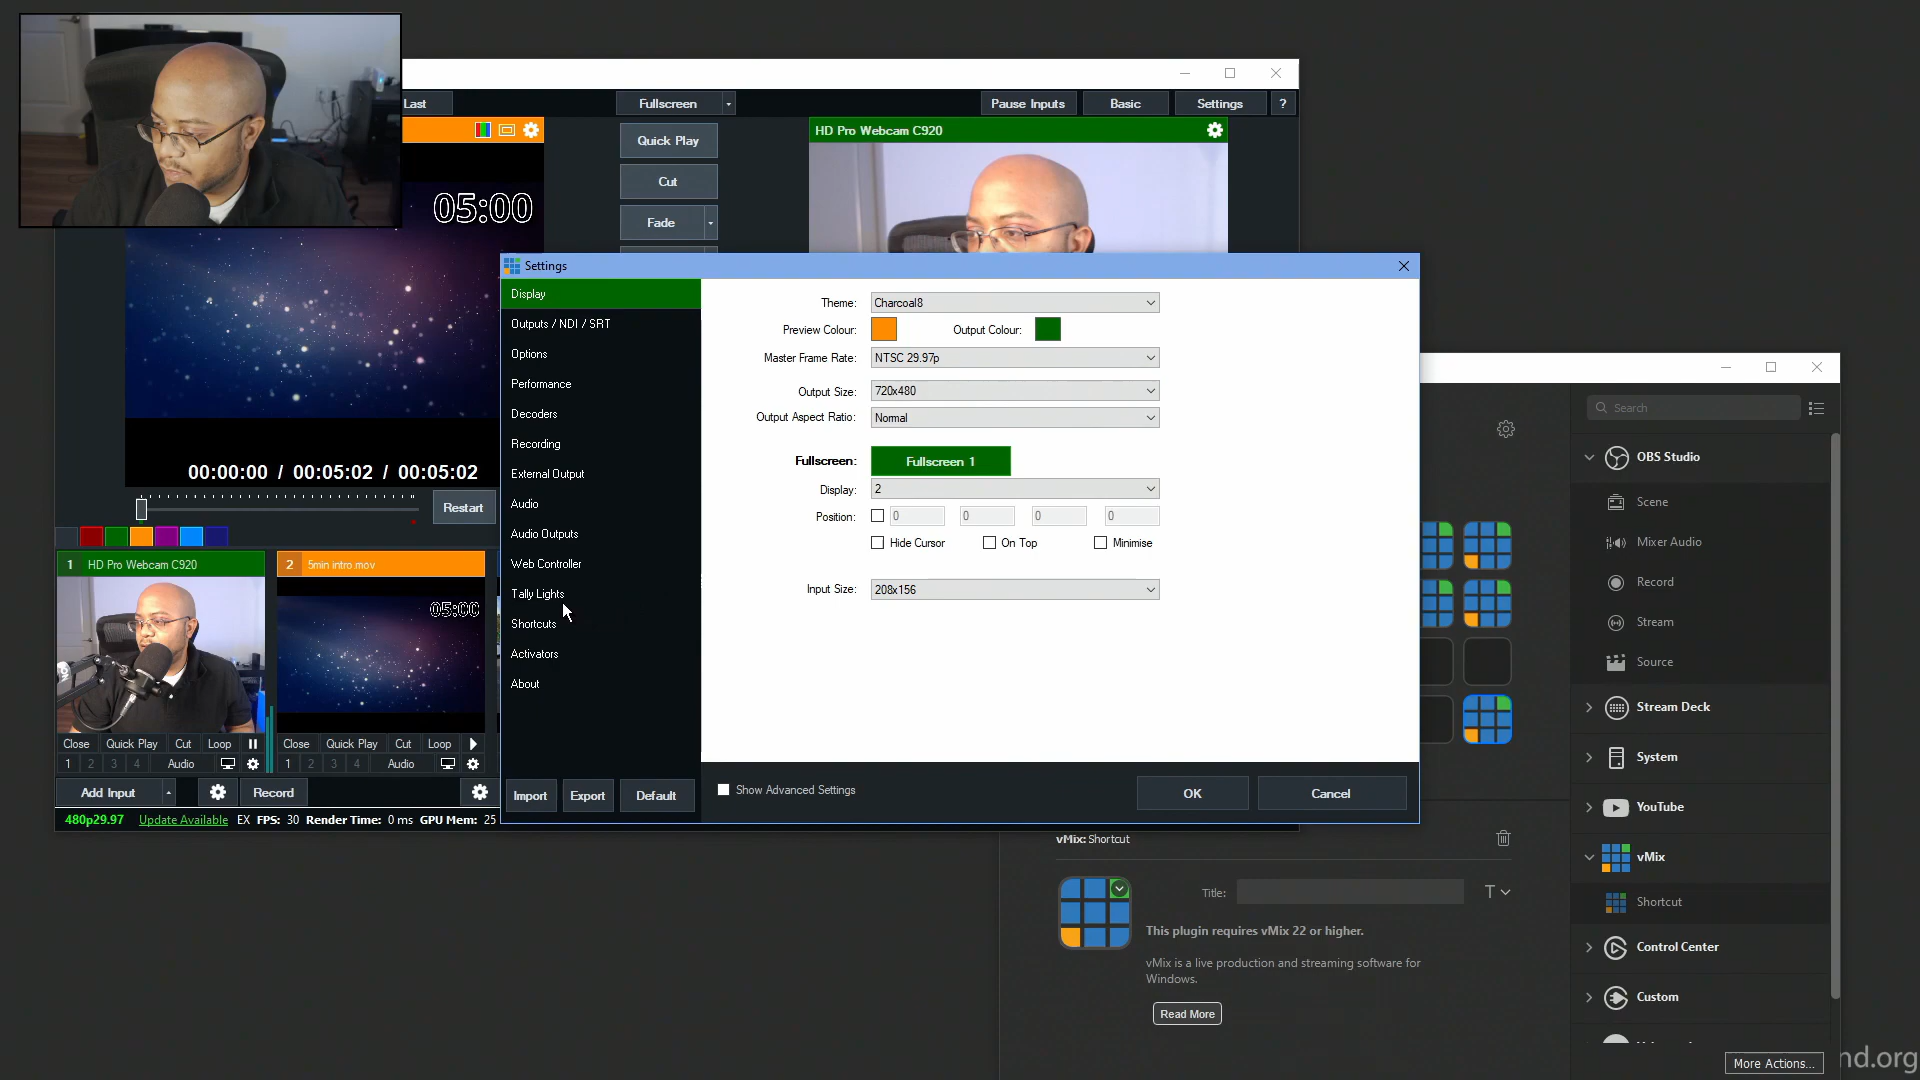 Last
Fullscreen
Pause Inputs
Basic
Settings
?
Quick Play
Cut
Fade
HD Pro Webcam C920
05:00
00:00:00 / 00:05:02 / 00:05:02
Restart
1 HD Pro Webcam C920
2 5min intro.mov
05:00
Close Quick Play Cut Loop
Close Quick Play Cut Loop
1 2 3 4 Audio
1 2 3 4 Audio
Add Input
Record
480p29.97 Update Available EX FPS: 30 Render Time: 0 ms GPU Mem: 25
Settings
Display
Outputs / NDI / SRT
Options
Performance
Decoders
Recording
External Output
Audio
Audio Outputs
Web Controller
Tally Lights
Shortcuts
Activators
About
Import
Export
Default
Theme: Charcoal8
Preview Colour: Output Colour:
Master Frame Rate: NTSC 29.97p
Output Size: 720x480
Output Aspect Ratio: Normal
Fullscreen: Fullscreen 1
Display: 2
Position: 0 0 0 0
Hide Cursor On Top Minimise
Input Size: 208x156
Show Advanced Settings
OK
Cancel
Search
OBS Studio
Scene
Mixer Audio
Record
Stream
Source
Stream Deck
System
YouTube
vMix
Shortcut
Control Center
Custom
More Actions...
vMix: Shortcut
Title:
T
This plugin requires vMix 22 or higher.
vMix is a live production and streaming software for
Windows.
Read More
nd.org